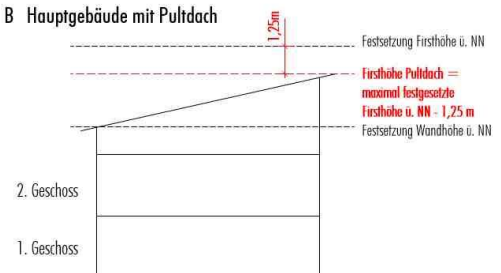 B Hauptgebäude mit Pultdach
1,25m
Festsetzung Firsthöhe ü. NN
Firsthöhe Pultdach =
maximal festgesetzte
Firsthöhe ü. NN - 1,25 m
Festsetzung Wandhöhe ü. NN
2. Geschoss
1. Geschoss